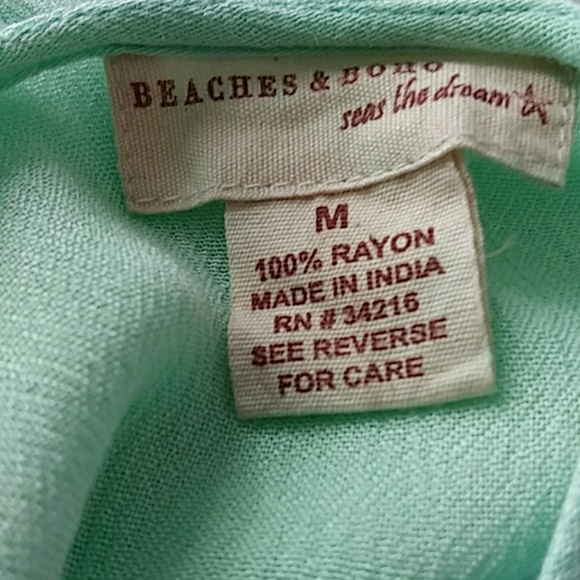 BEACHES & BOHO
seas the dream
M
100% RAYON
MADE IN INDIA
RN # 34216
SEE REVERSE
FOR CARE